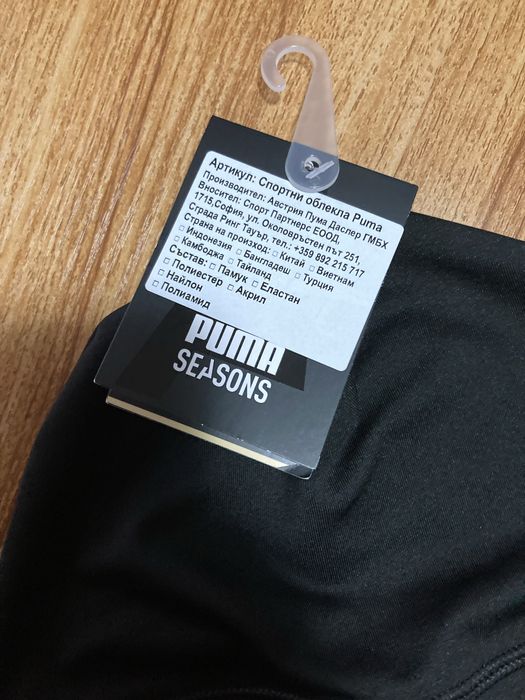 Артикул: Спортни облекла Puma
Производител: Австрия Пума Даслер ГМБХ
Вносител: Спорт Партнерс ЕООД,
1715,София, ул. Околовръстен път 251,
Сграда Ринг Тауър, тел.: +359 892 215 717
Страна на произход: □ Китай □ Виетнам
□ Индонезия □ Бангладеш □ Турция
□ Камбоджа □ Тайланд
Състав: □ Памук □ Еластан
□ Полиестер □ Акрил
□ Найлон
□ Полиамид
PUMA
SEASONS